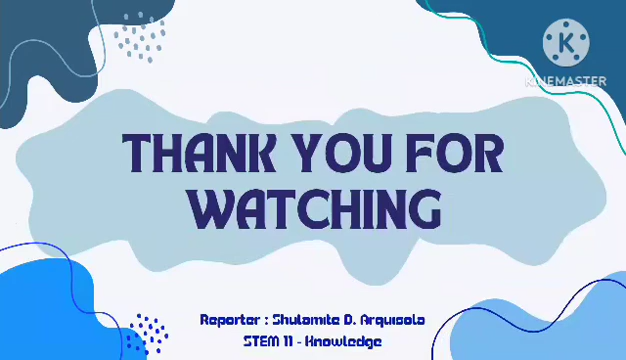 K
KINEMASTER
THANK YOU FOR
WATCHING
Reporter : Shulamite D. Arquisola
STEM 11 - Knowledge